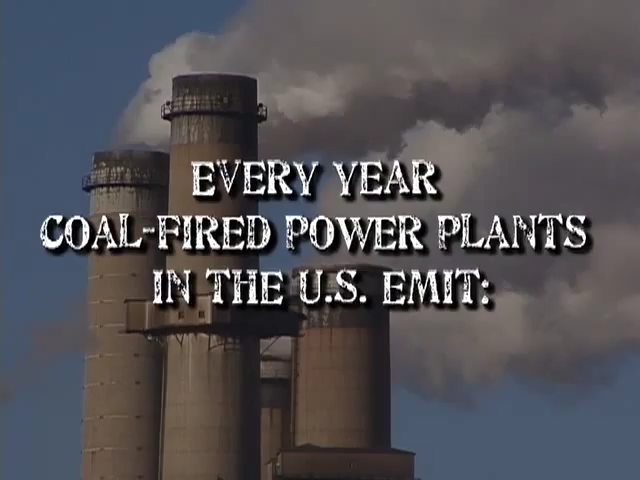 EVERY YEAR
COAL-FIRED POWER PLANTS
IN THE U.S. EMIT: